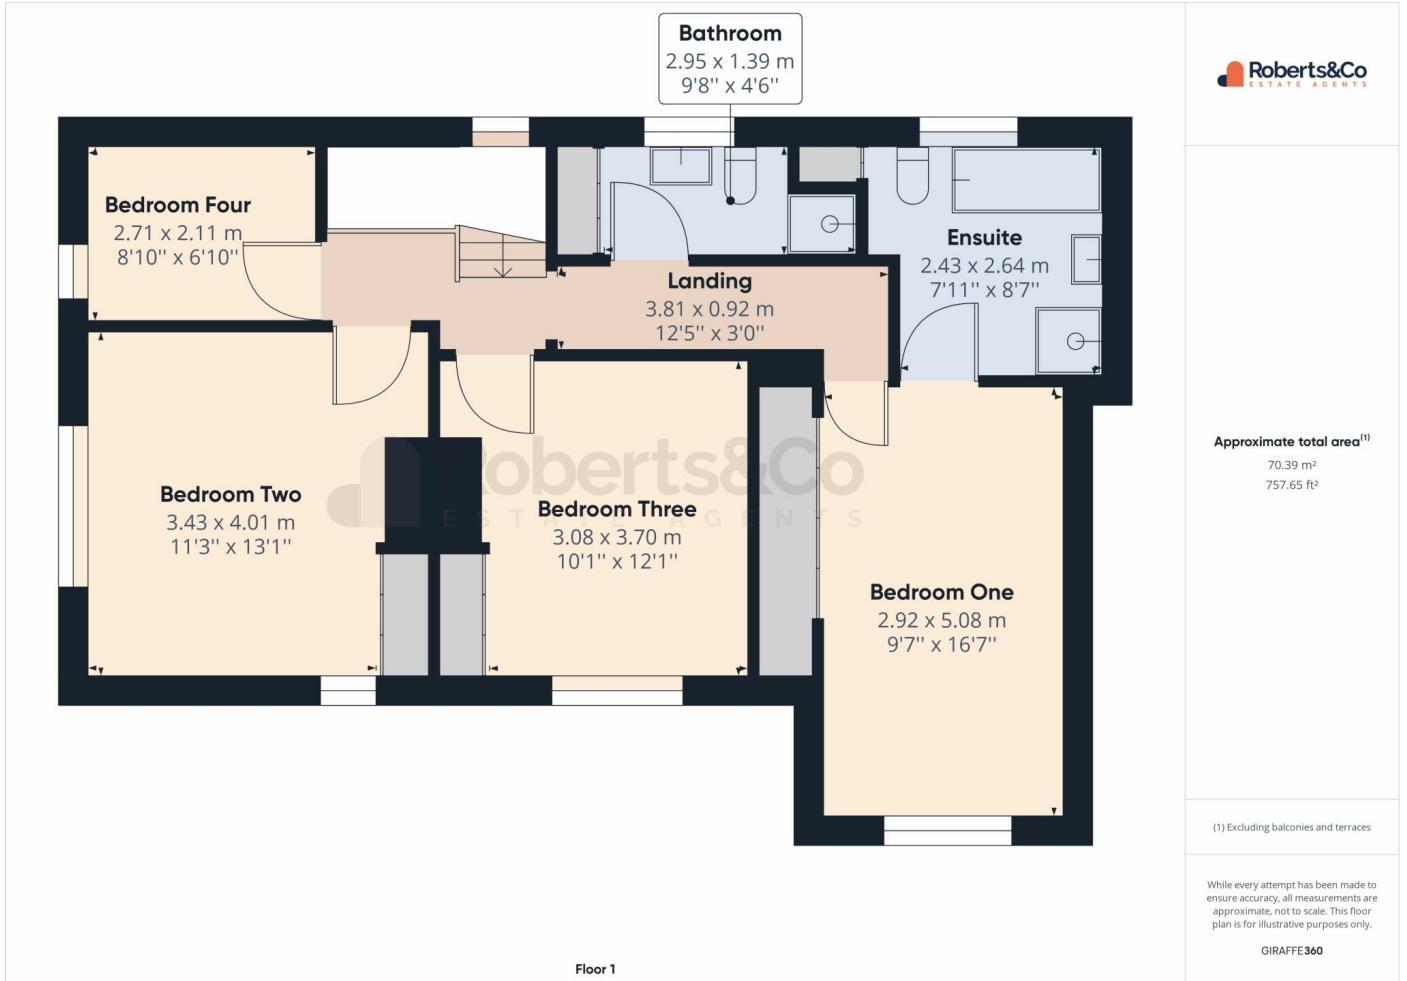 Bathroom
2.95 x 1.39 m
9'8'' x 4'6''
Bedroom Four
2.71 x 2.11 m
8'10'' x 6'10''
Ensuite
2.43 x 2.64 m
7'11'' x 8'7''
Landing
3.81 x 0.92 m
12'5'' x 3'0''
Bedroom Two
3.43 x 4.01 m
11'3'' x 13'1''
Bedroom Three
3.08 x 3.70 m
10'1'' x 12'1''
Bedroom One
2.92 x 5.08 m
9'7'' x 16'7''
Roberts&Co
ESTATE AGENTS
Floor 1
Roberts&Co
ESTATE AGENTS
Approximate total area(1)
70.39 m²
757.65 ft²
(1) Excluding balconies and terraces
While every attempt has been made to
ensure accuracy, all measurements are
approximate, not to scale. This floor
plan is for illustrative purposes only.
GIRAFFE360